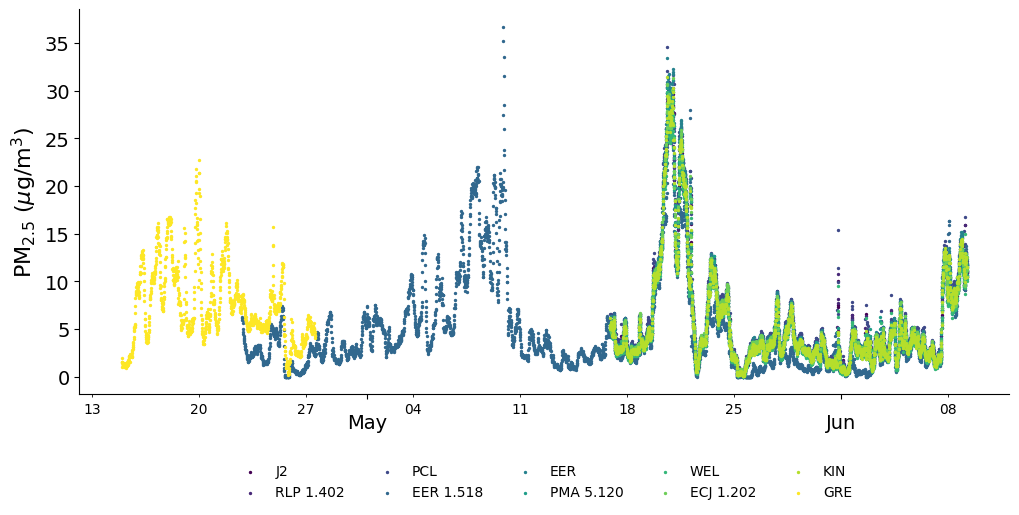 35
30
25
20
15
10
5
0
PM2.5 (μg/m3)
13 20 27 04 11 18 25 08
May Jun
J2 PCL EER WEL KIN
RLP 1.402 EER 1.518 PMA 5.120 ECJ 1.202 GRE